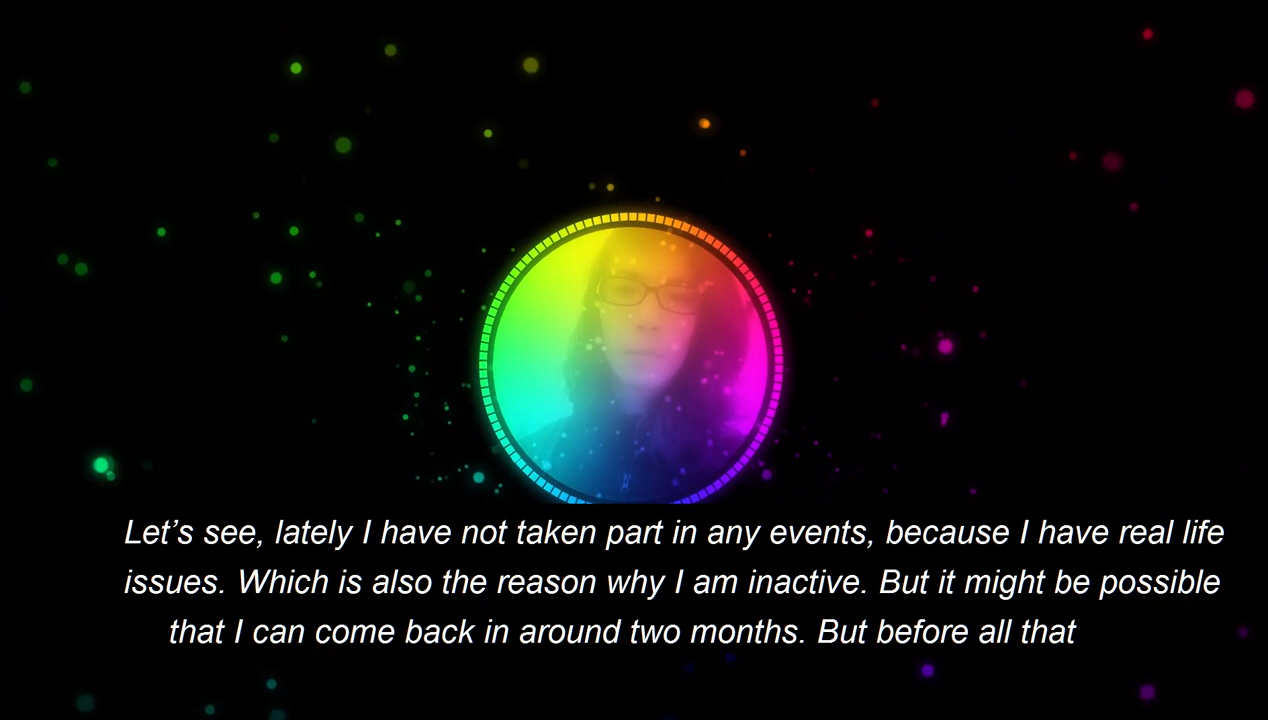 Let’s see, lately I have not taken part in any events, because I have real life
issues. Which is also the reason why I am inactive. But it might be possible
that I can come back in around two months. But before all that